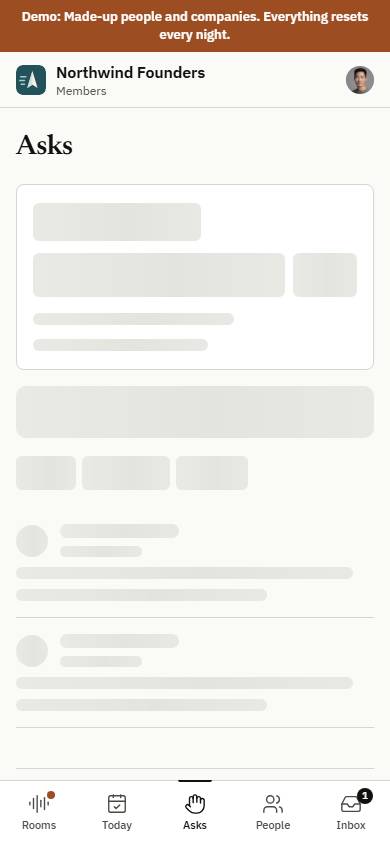 Demo: Made-up people and companies. Everything resets
every night.
Northwind Founders
Members
Asks
Rooms
Today
Asks
People
1
Inbox